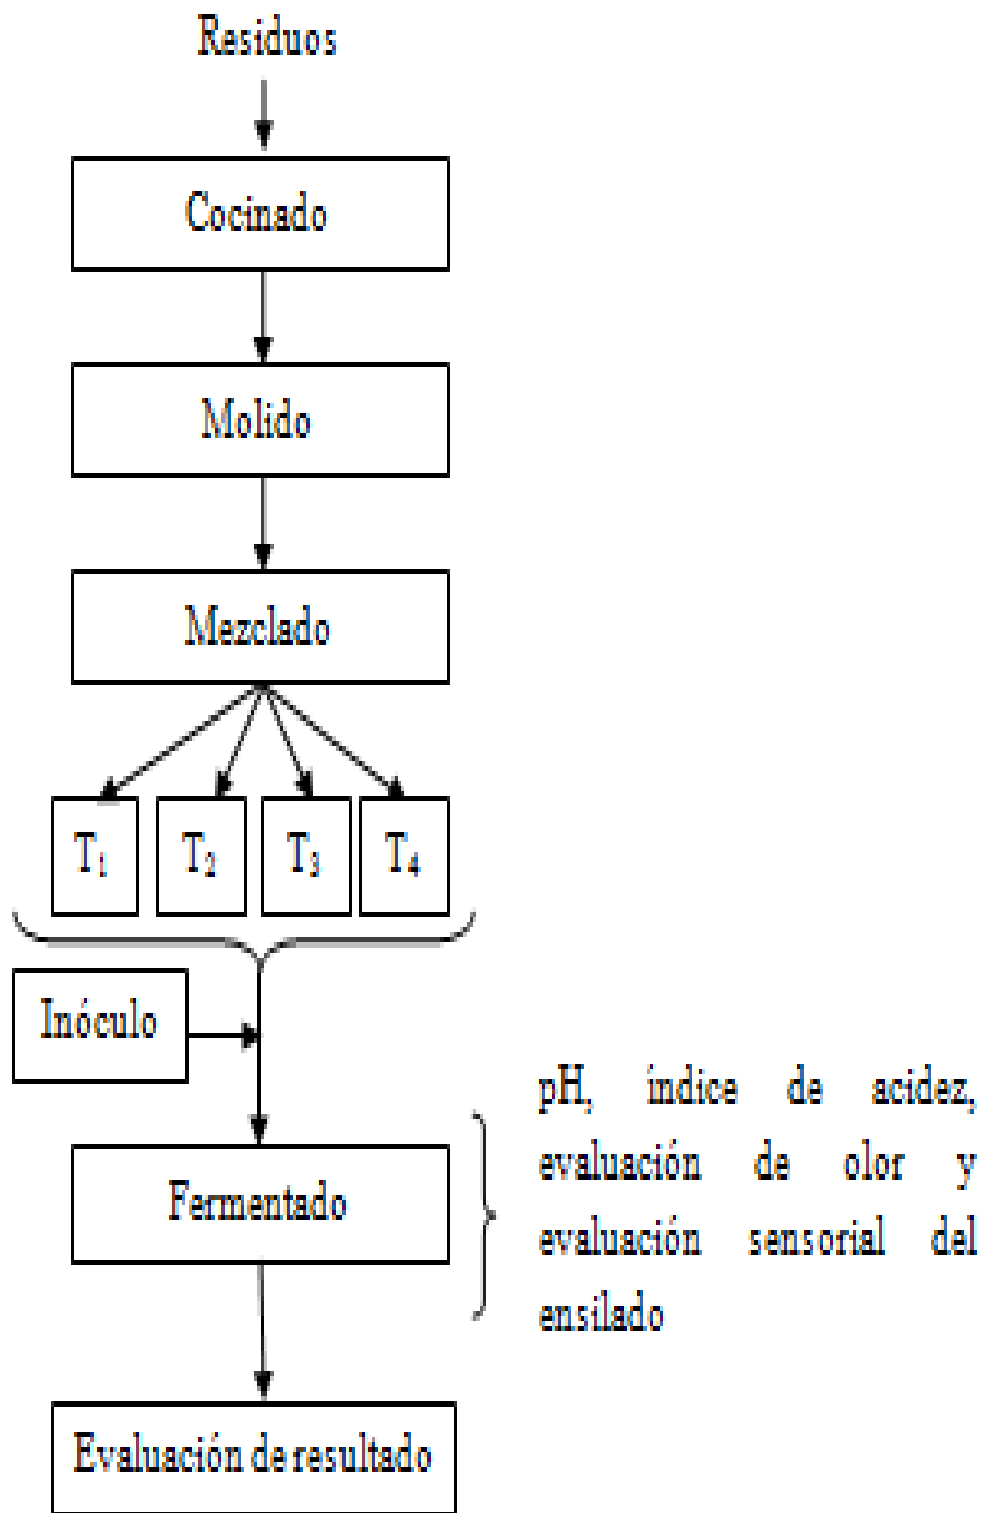 Residuos
Cocinado
Molido
Mezclado
T₁ T₂ T₃ T₄
Inóculo
pH, índice de acidez,
evaluación de olor y
evaluación sensorial del
ensilado
Fermentado
Evaluación de resultado